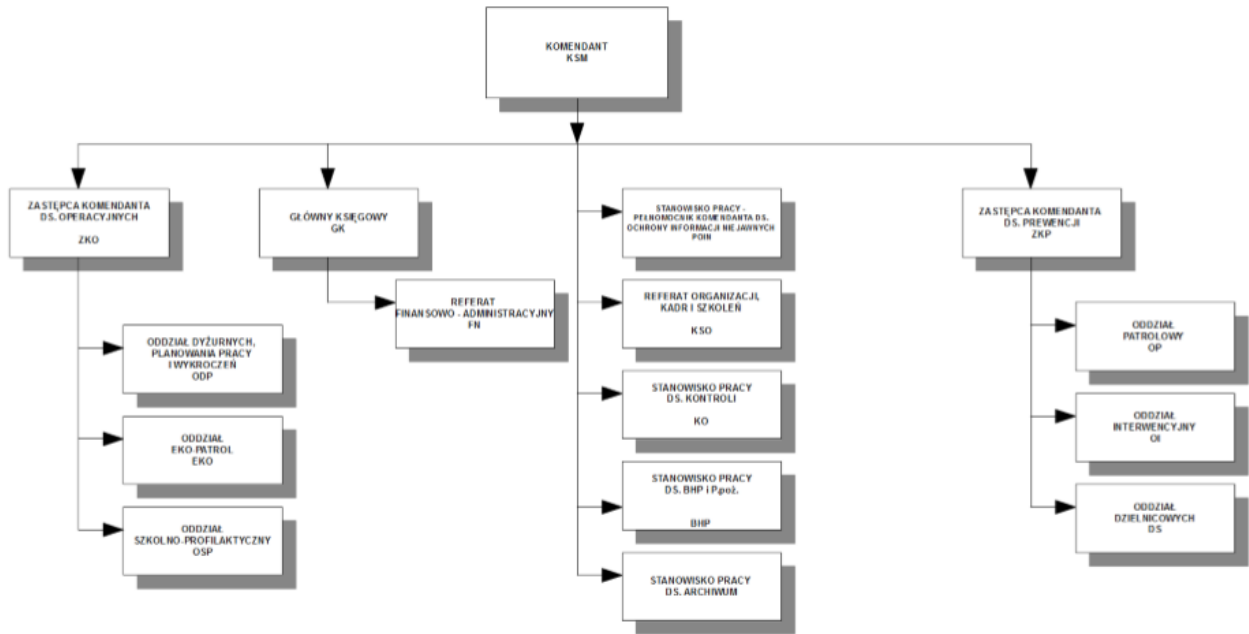 KOMENDANT
KSM
ZASTĘPCA KOMENDANTA
DS. OPERACYJNYCH
ZKO
GŁÓWNY KSIĘGOWY
GK
STANOWISKO PRACY -
PEŁNOMOCNIK KOMENDANTA DS.
OCHRONY INFORMACJI NIEJAWNYCH
POIN
ZASTĘPCA KOMENDANTA
DS. PREWENCJI
ZKP
REFERAT
FINANSOWO - ADMINISTRACYJNY
FN
REFERAT ORGANIZACJI,
KADR I SZKOLEŃ
KSO
ODDZIAŁ DYŻURNYCH,
PLANOWANIA PRACY
I WYKROCZEŃ
ODP
ODDZIAŁ
PATROLOWY
OP
STANOWISKO PRACY
DS. KONTROLI
KO
ODDZIAŁ
EKO-PATROL
EKO
ODDZIAŁ
INTERWENCYJNY
OI
STANOWISKO PRACY
DS. BHP i P.poż.
BHP
ODDZIAŁ
SZKOLNO-PROFILAKTYCZNY
OSP
ODDZIAŁ
DZIELNICOWYCH
DS
STANOWISKO PRACY
DS. ARCHIWUM